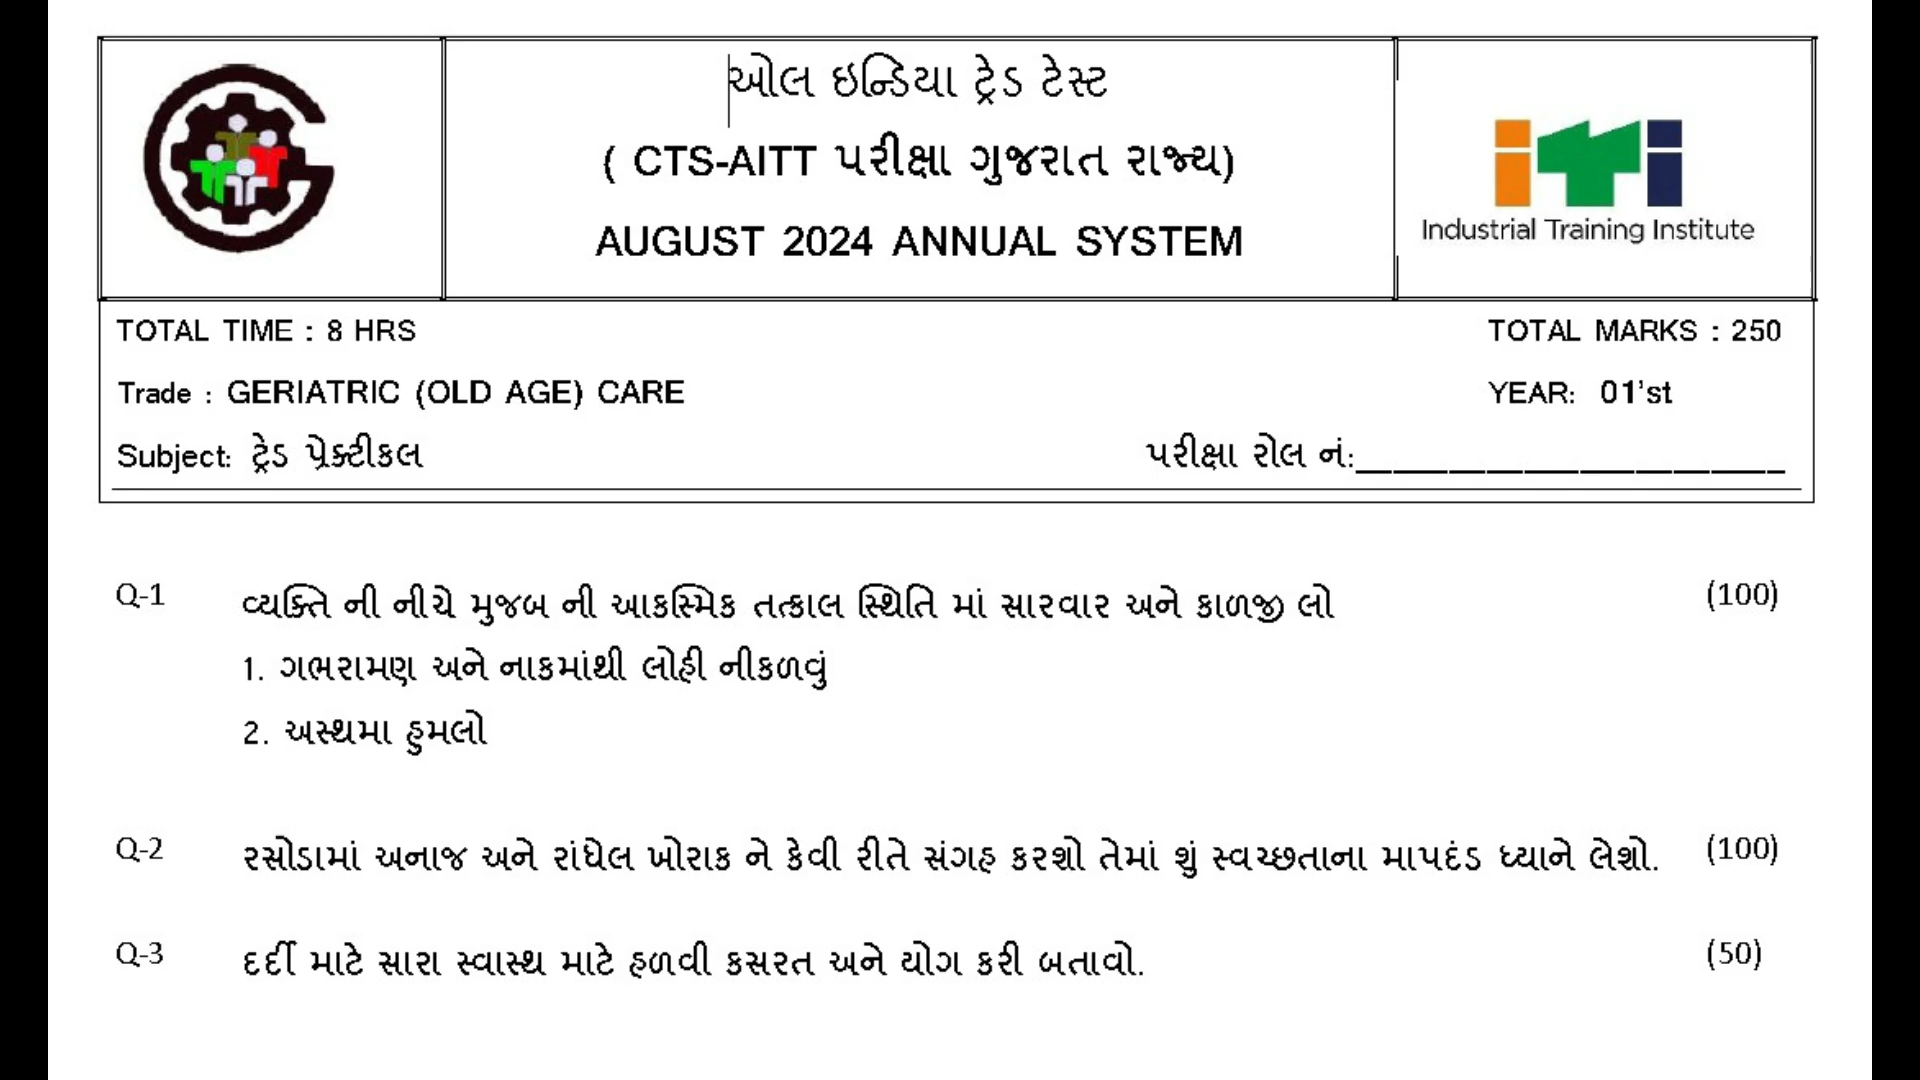 ઓલ ઇન્ડિયા ટ્રેડ ટેસ્ટ
( CTS-AITT પરીક્ષા ગુજરાત રાજ્ય)
AUGUST 2024 ANNUAL SYSTEM
Industrial Training Institute
TOTAL TIME : 8 HRS TOTAL MARKS : 250
Trade : GERIATRIC (OLD AGE) CARE YEAR: 01'st
Subject: ટ્રેડ પ્રેક્ટીકલ પરીક્ષા રોલ નં:_______________
Q-1 વ્યક્તિ ની નીચે મુજબ ની આકસ્મિક તત્કાલ સ્થિતિ માં સારવાર અને કાળજી લો (100)
1. ગભરામણ અને નાકમાંથી લોહી નીકળવું
2. અસ્થમા હુમલો
Q-2 રસોડામાં અનાજ અને રાંધેલ ખોરાક ને કેવી રીતે સંગહ કરશો તેમાં શું સ્વચ્છતાના માપદંડ ધ્યાને લેશો. (100)
Q-3 દર્દી માટે સારા સ્વાસ્થ માટે હળવી કસરત અને યોગ કરી બતાવો. (50)